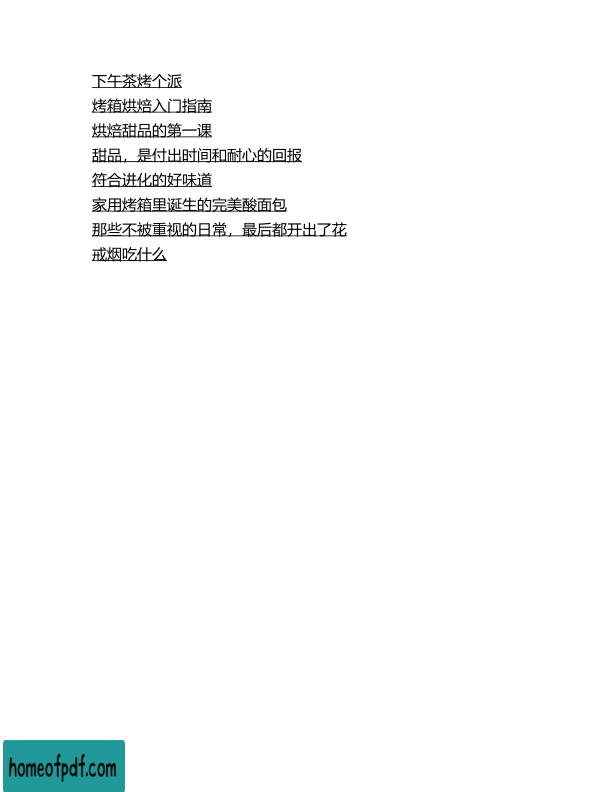 下午茶烤个派
烤箱烘焙入门指南
烘焙甜品的第一课
甜品，是付出时间和耐心的回报
符合进化的好味道
家用烤箱里诞生的完美酸面包
那些不被重视的日常，最后都开出了花
戒烟吃什么
homeofpdf.com